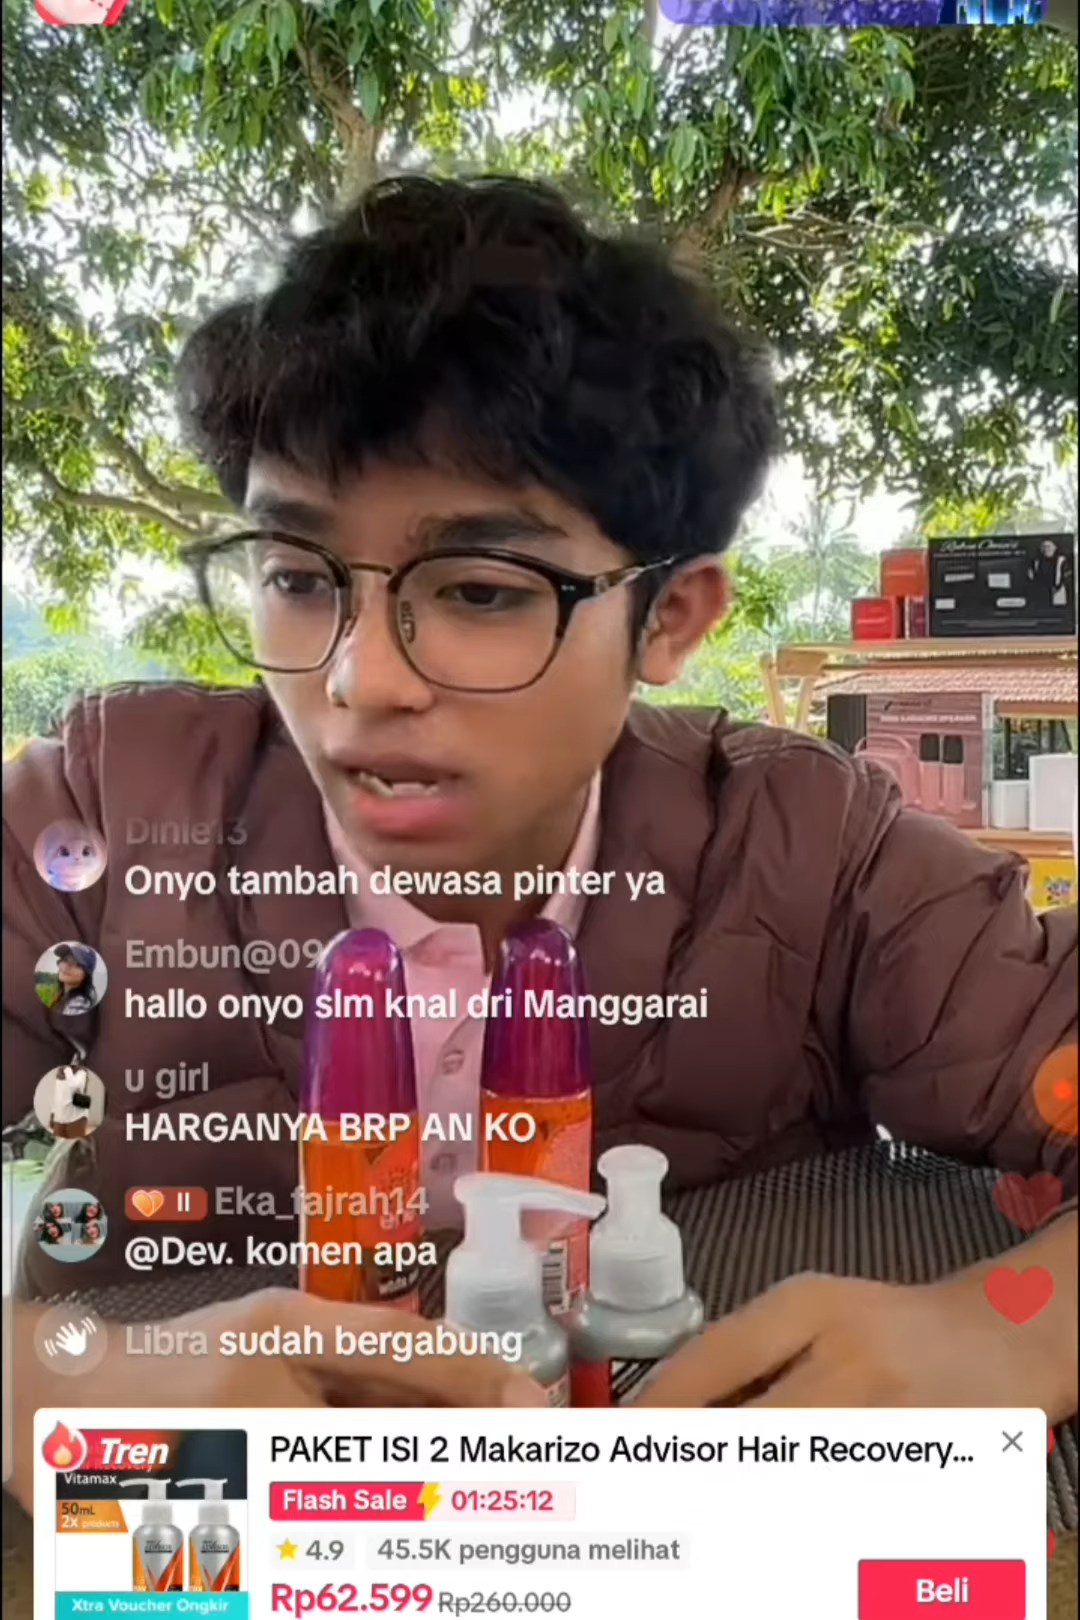 Dinie13
Onyo tambah dewasa pinter ya
Embun@09
hallo onyo slm knal dri Manggarai
u girl
HARGANYA BRP AN KO
II Eka_fajrah14
@Dev. komen apa
Libra sudah bergabung
Tren
Vitamax
50mL
2x products
Xtra Voucher Ongkir
PAKET ISI 2 Makarizo Advisor Hair Recovery...
Flash Sale 01:25:12
4.9 45.5K pengguna melihat
Rp62.599 Rp260.000
Beli